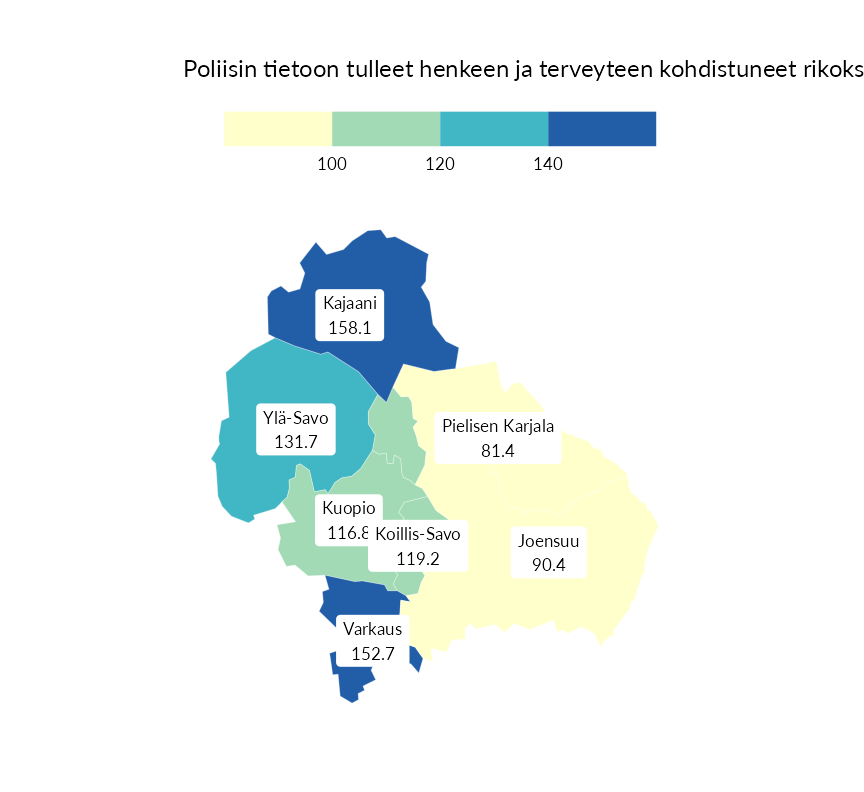 Poliisin tietoon tulleet henkeen ja terveyteen kohdistuneet rikoks
100 120 140
Kajaani
158.1
Ylä-Savo
131.7
Pielisen Karjala
81.4
Kuopio
116.8
Koillis-Savo
119.2
Joensuu
90.4
Varkaus
152.7